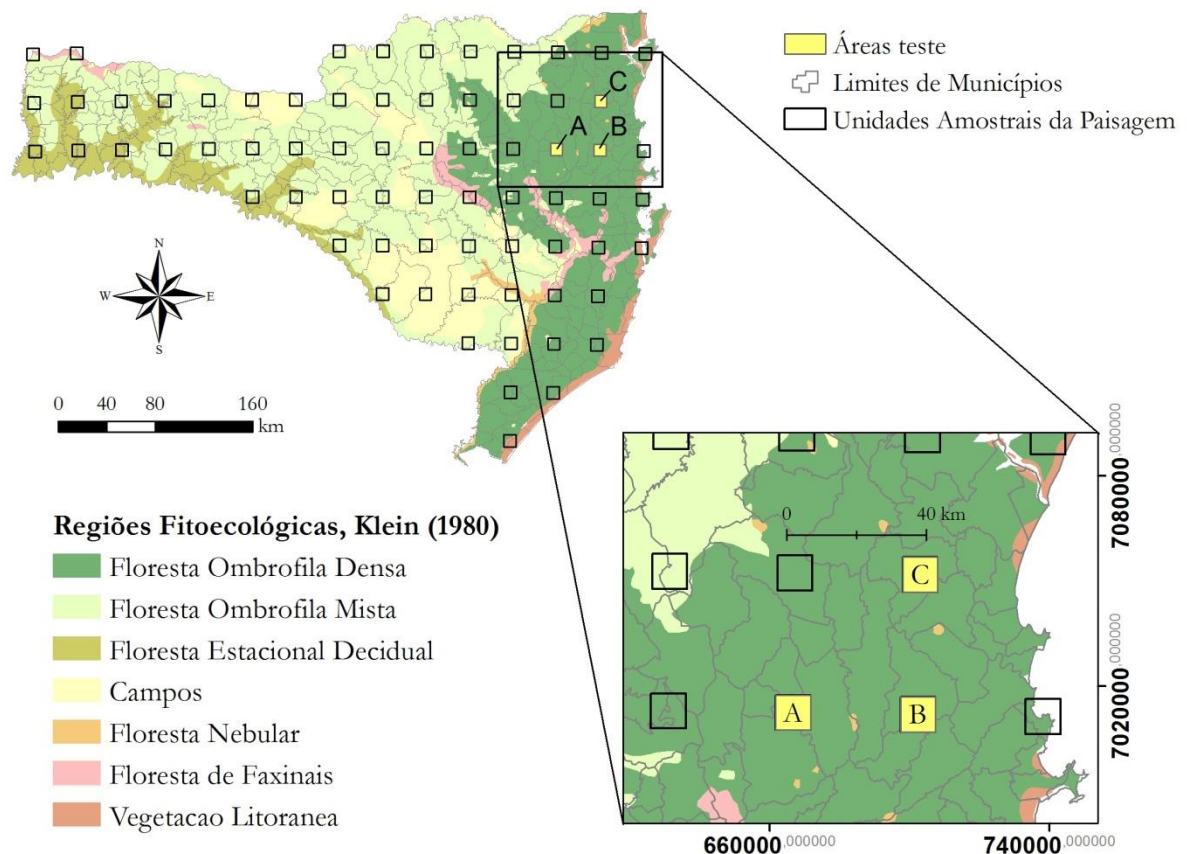 Áreas teste
Limites de Municípios
Unidades Amostrais da Paisagem
C
A
B
N
W
E
S
0 40 80 160
km
Regiões Fitoecológicas, Klein (1980)
Floresta Ombrofila Densa
Floresta Ombrofila Mista
Floresta Estacional Decidual
Campos
Floresta Nebular
Floresta de Faxinais
Vegetacao Litoranea
0 40 km
C
A
B
7080000,000000
7020000,000000
660000,000000
740000,000000